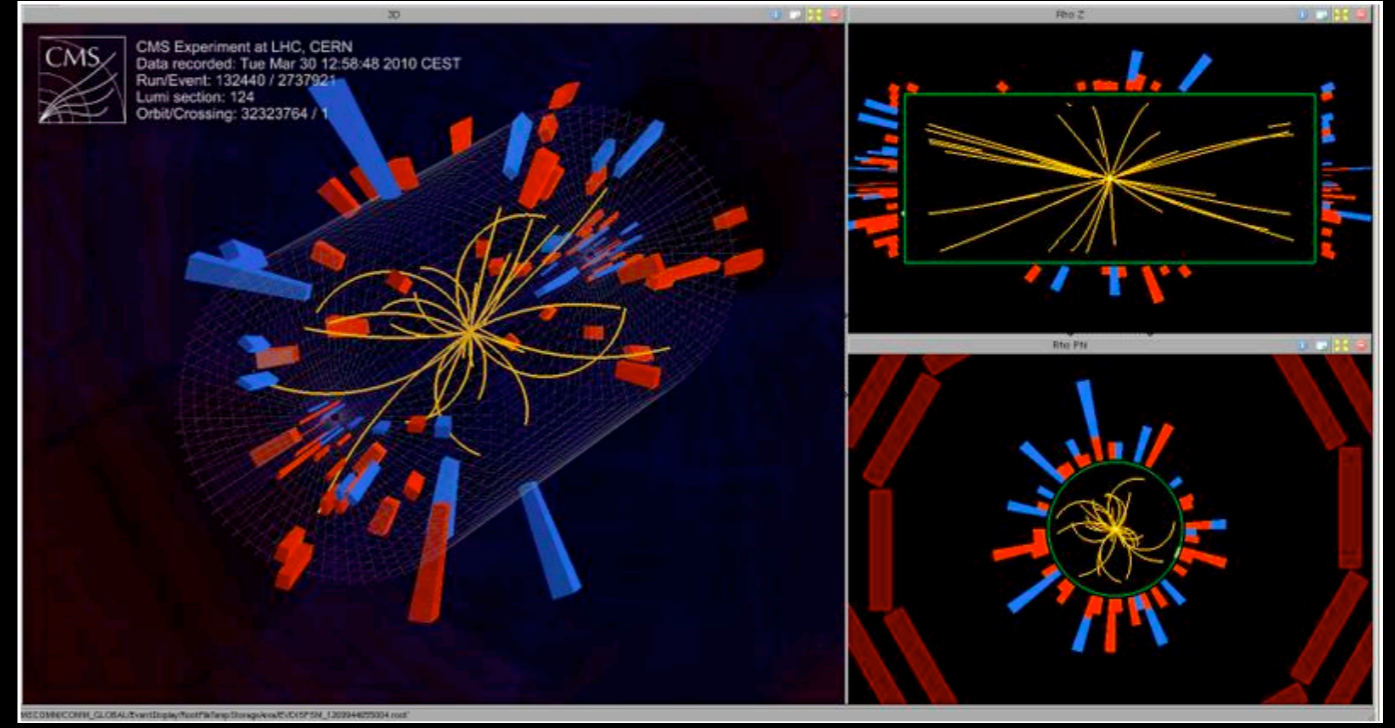 3D
CMS
CMS Experiment at LHC, CERN
Data recorded: Tue Mar 30 12:58:48 2010 CEST
Run/Event: 132440 / 2737921
Lumi section: 124
Orbit/Crossing: 32323764 / 1
Rho Z
Rho Phi